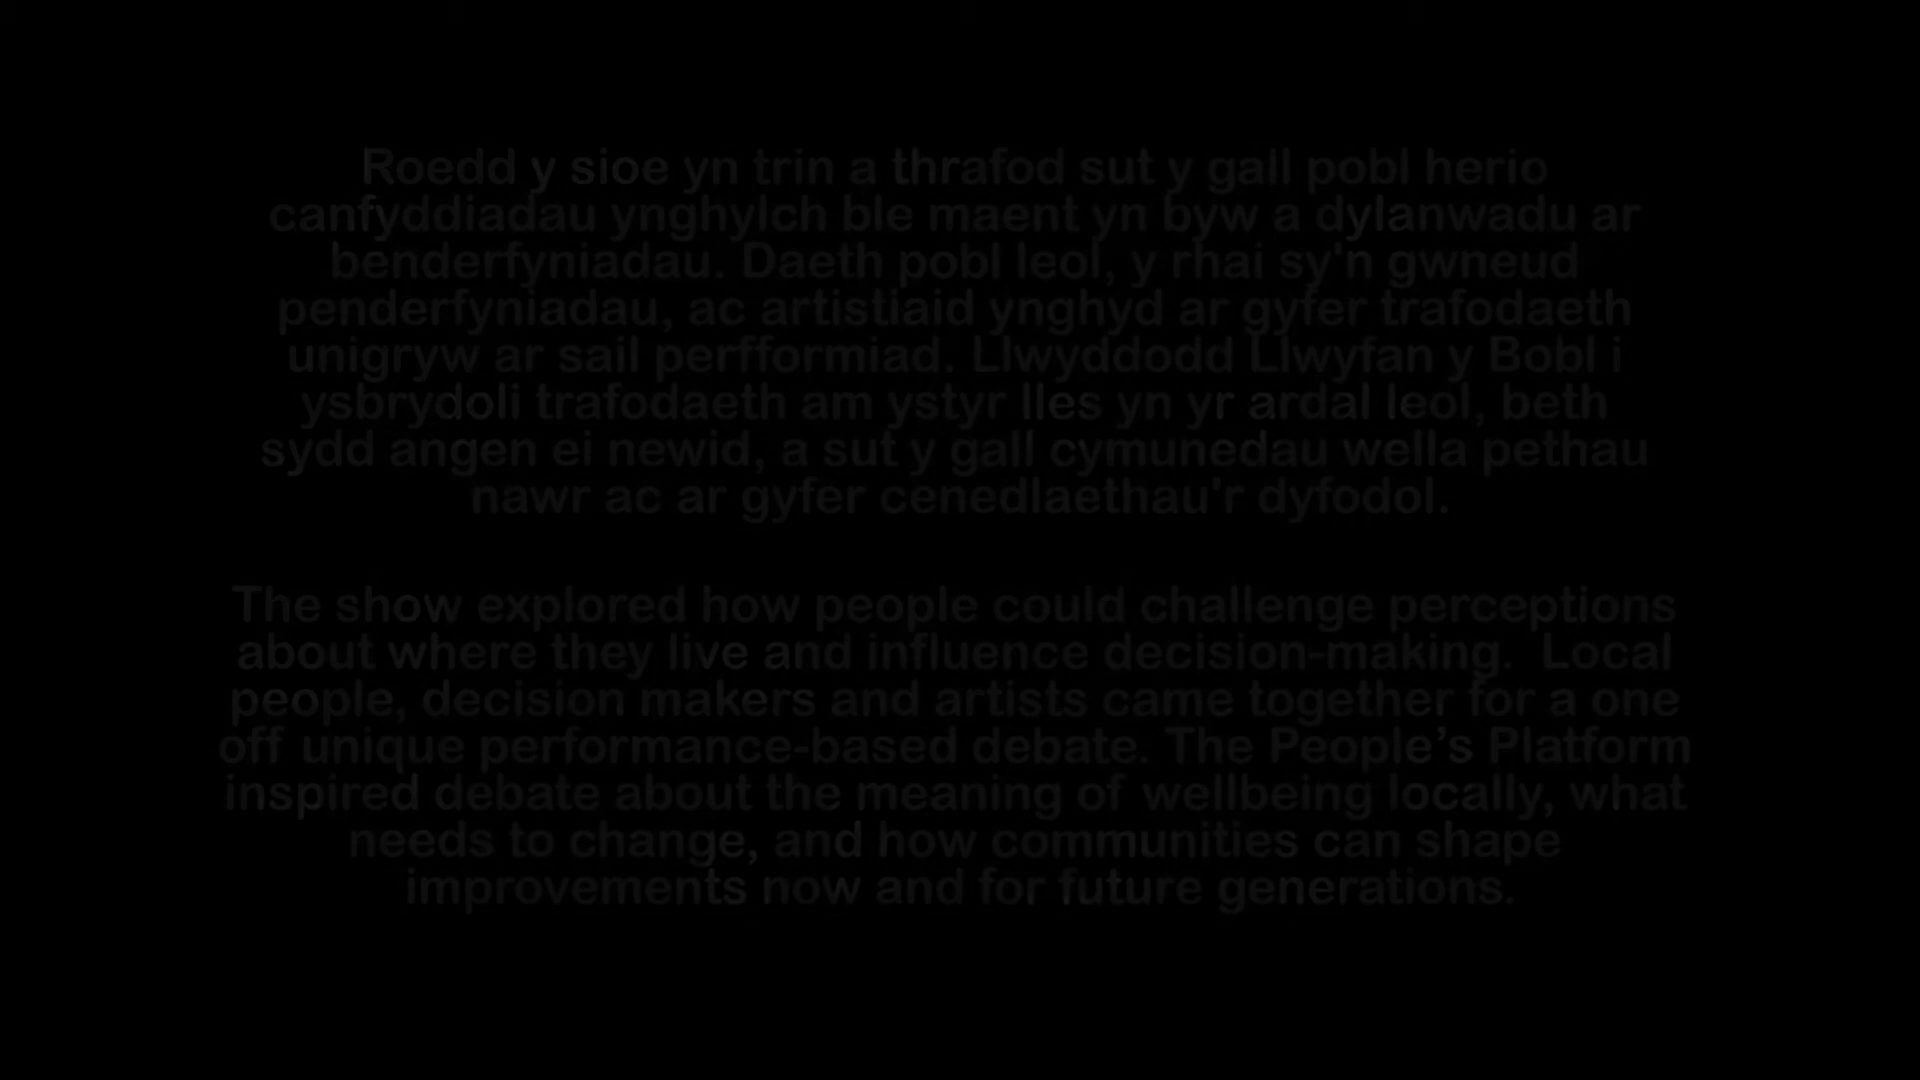 Roedd y sioe yn trin a thrafod sut y gall pobl herio
canfyddiadau ynghylch ble maent yn byw a dylanwadu ar
benderfyniadau. Daeth pobl leol, y rhai sy'n gwneud
penderfyniadau, ac artistiaid ynghyd ar gyfer trafodaeth
unigryw ar sail perfformiad. Llwyddodd Llwyfan y Bobl i
ysbrydoli trafodaeth am ystyr lles yn yr ardal leol, beth
sydd angen ei newid, a sut y gall cymunedau wella pethau
nawr ac ar gyfer cenedlaethau'r dyfodol.
The show explored how people could challenge perceptions
about where they live and influence decision-making.  Local
people, decision makers and artists came together for a one
off unique performance-based debate. The People’s Platform
inspired debate about the meaning of wellbeing locally, what
needs to change, and how communities can shape
improvements now and for future generations.